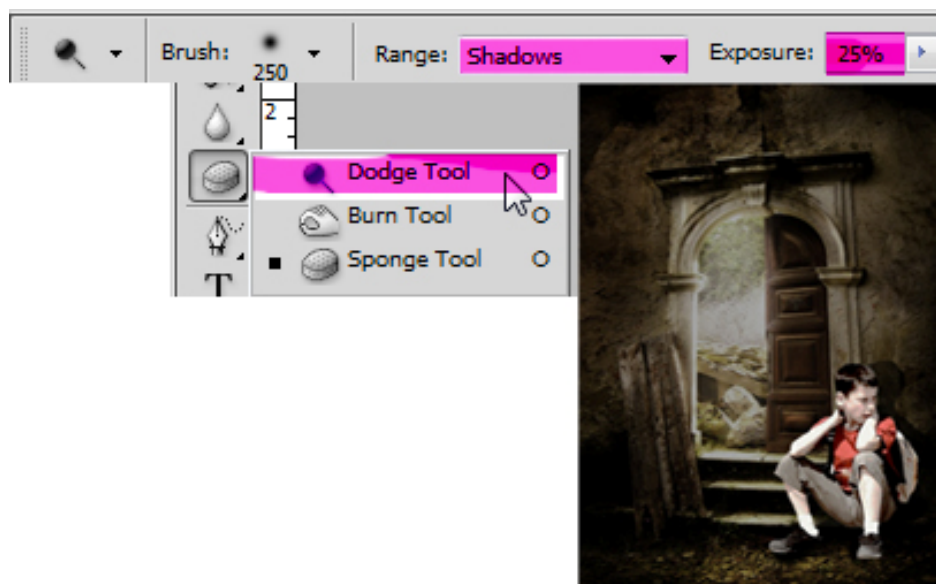 Brush: 250 Range: Shadows Exposure: 25%
2
Dodge Tool O
Burn Tool O
Sponge Tool O
T